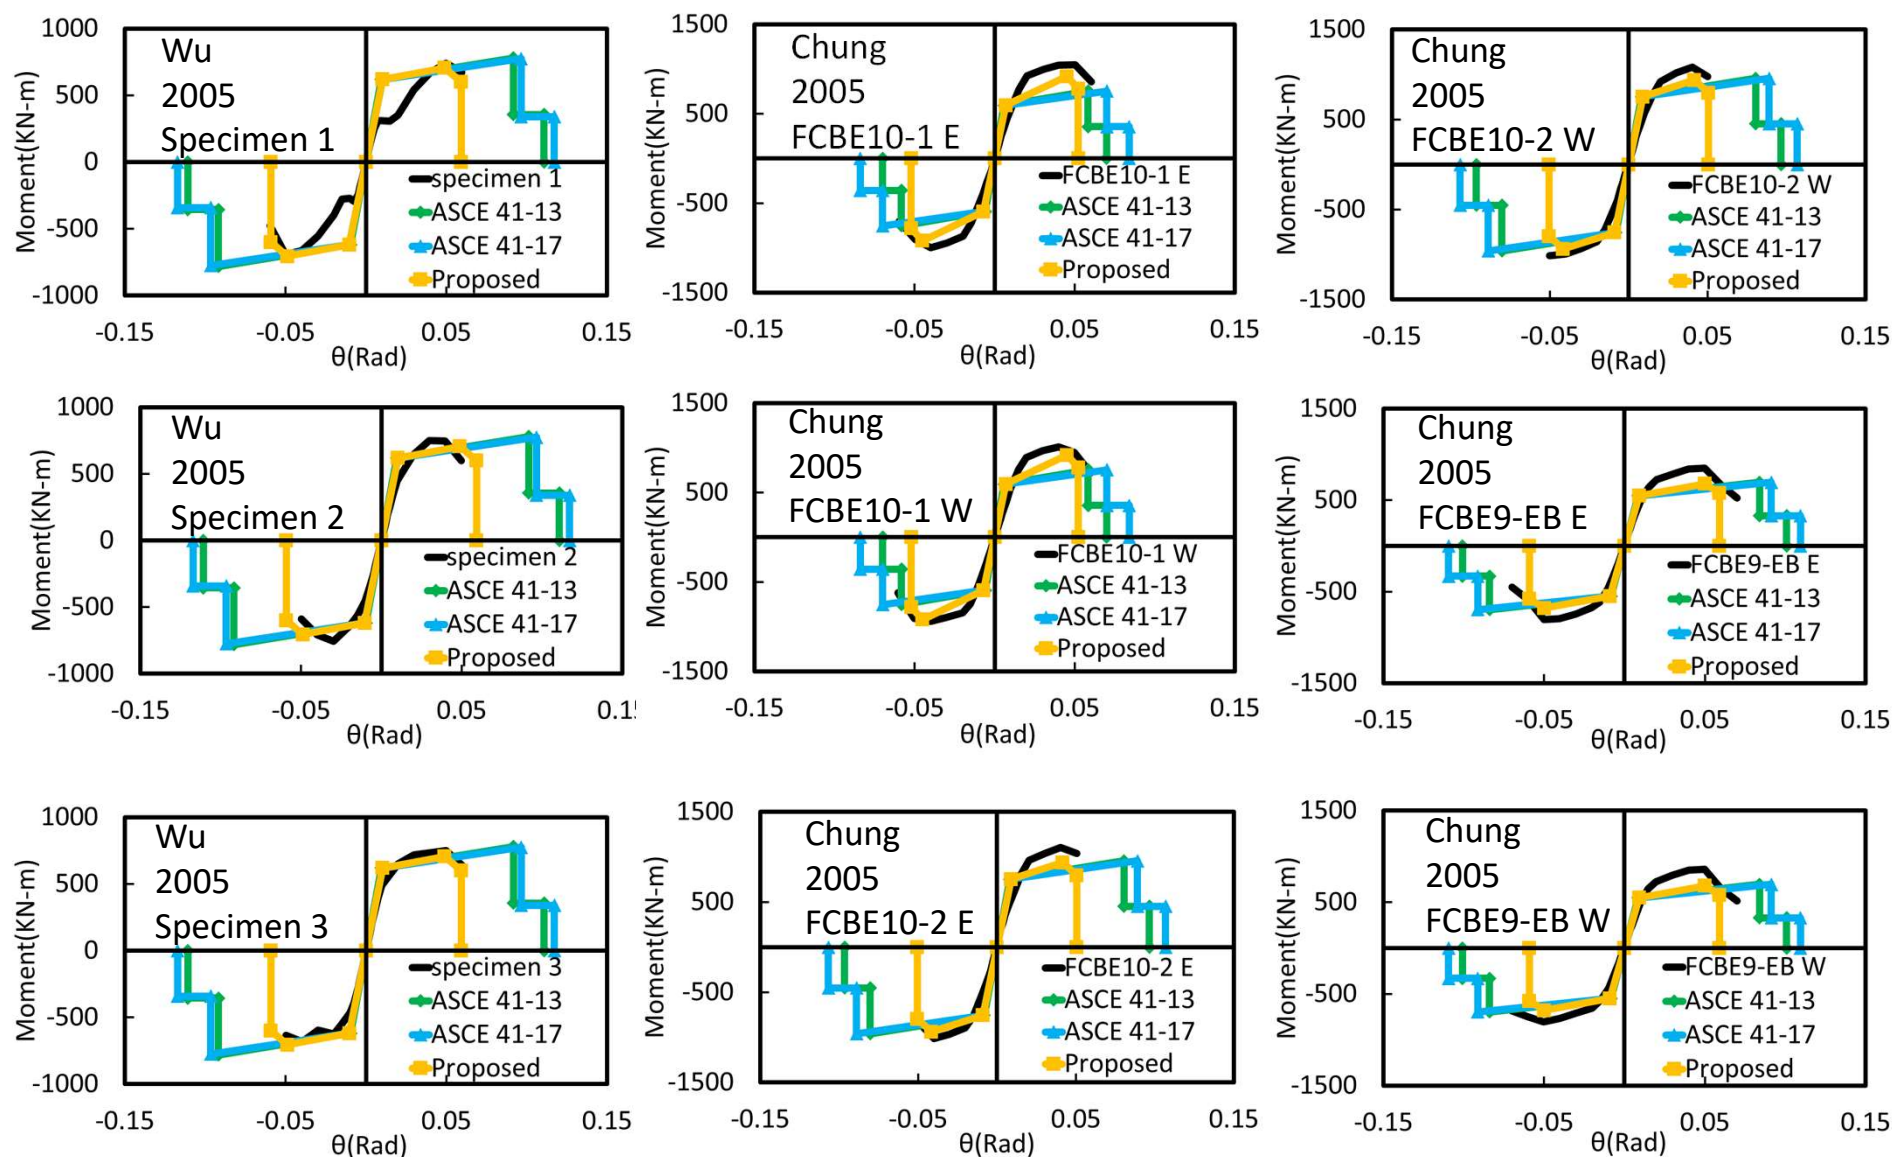 1000
500
0
-500
-1000
Moment(KN-m)
Wu
2005
Specimen 1
specimen 1
ASCE 41-13
ASCE 41-17
Proposed
-0.15
-0.05
0.05
0.15
θ(Rad)
1500
500
-500
-1500
Moment(KN-m)
Chung
2005
FCBE10-1 E
FCBE10-1 E
ASCE 41-13
ASCE 41-17
Proposed
-0.15
-0.05
0.05
0.15
θ(Rad)
1500
500
-500
-1500
Moment(KN-m)
Chung
2005
FCBE10-2 W
FCBE10-2 W
ASCE 41-13
ASCE 41-17
Proposed
-0.15
-0.05
0.05
0.15
θ(Rad)
1000
500
0
-500
-1000
Moment(KN-m)
Wu
2005
Specimen 2
specimen 2
ASCE 41-13
ASCE 41-17
Proposed
-0.15
-0.05
0.05
θ(Rad)
1500
500
-500
-1500
Moment(KN-m)
Chung
2005
FCBE10-1 W
FCBE10-1 W
ASCE 41-13
ASCE 41-17
Proposed
-0.15
-0.05
0.05
0.15
θ(Rad)
1500
500
-500
-1500
Moment(KN-m)
Chung
2005
FCBE9-EB E
FCBE9-EB E
ASCE 41-13
ASCE 41-17
Proposed
-0.15
-0.05
0.05
0.15
θ(Rad)
1000
500
0
-500
-1000
Moment(KN-m)
Wu
2005
Specimen 3
specimen 3
ASCE 41-13
ASCE 41-17
Proposed
-0.15
-0.05
0.05
0.15
θ(Rad)
1500
500
-500
-1500
Moment(KN-m)
Chung
2005
FCBE10-2 E
FCBE10-2 E
ASCE 41-13
ASCE 41-17
Proposed
-0.15
-0.05
0.05
0.15
θ(Rad)
1500
500
-500
-1500
Moment(KN-m)
Chung
2005
FCBE9-EB W
FCBE9-EB W
ASCE 41-13
ASCE 41-17
Proposed
-0.15
-0.05
0.05
0.15
θ(Rad)